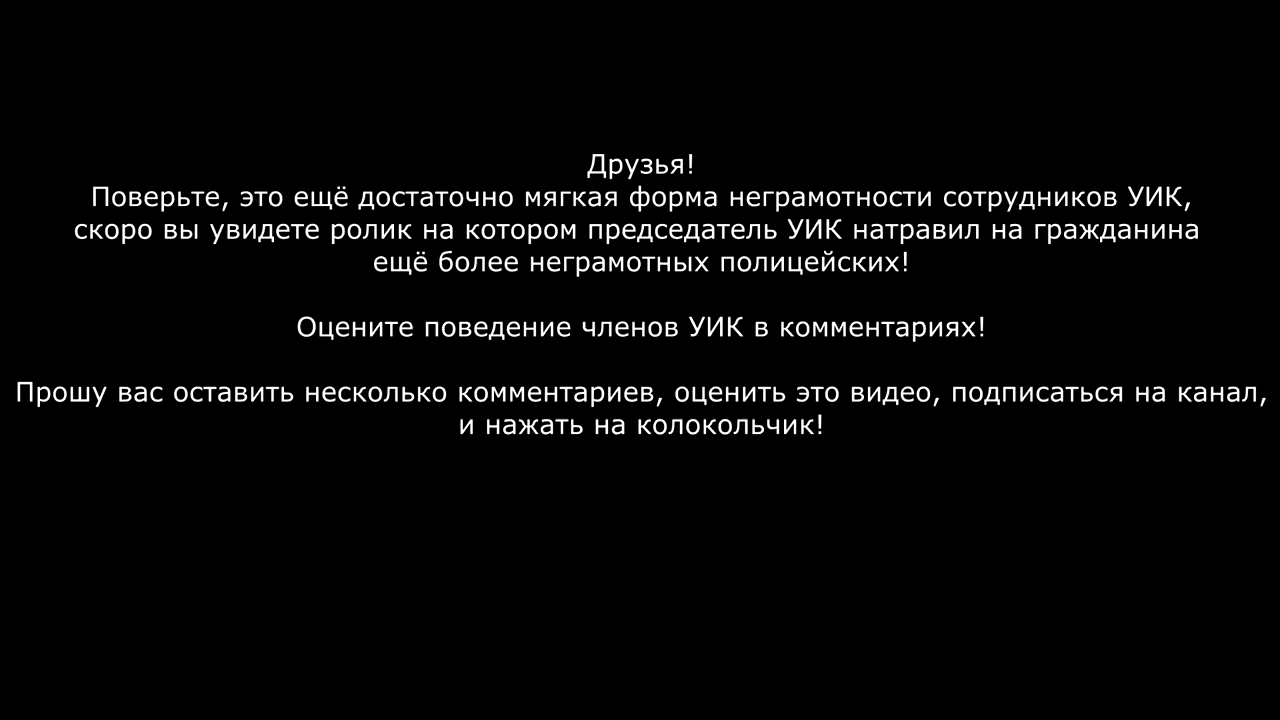 Друзья!
Поверьте, это ещё достаточно мягкая форма неграмотности сотрудников УИК,
скоро вы увидете ролик на котором председатель УИК натравил на гражданина
ещё более неграмотных полицейских!
Оцените поведение членов УИК в комментариях!
Прошу вас оставить несколько комментариев, оценить это видео, подписаться на канал,
и нажать на колокольчик!